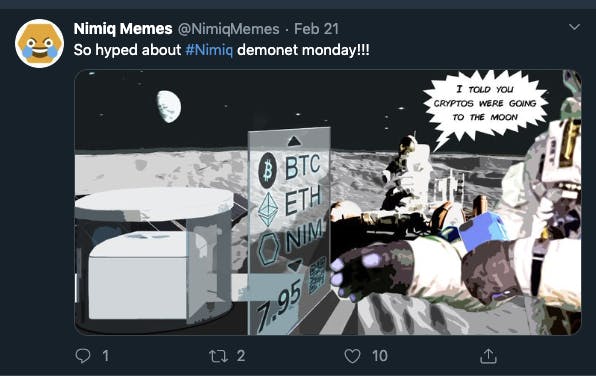 Nimiq Memes @NimiqMemes · Feb 21
So hyped about #Nimiq demonet monday!!!
I TOLD YOU
CRYPTOS WERE GOING
TO THE MOON
BTC
ETH
NIM
7.95
1
2
10